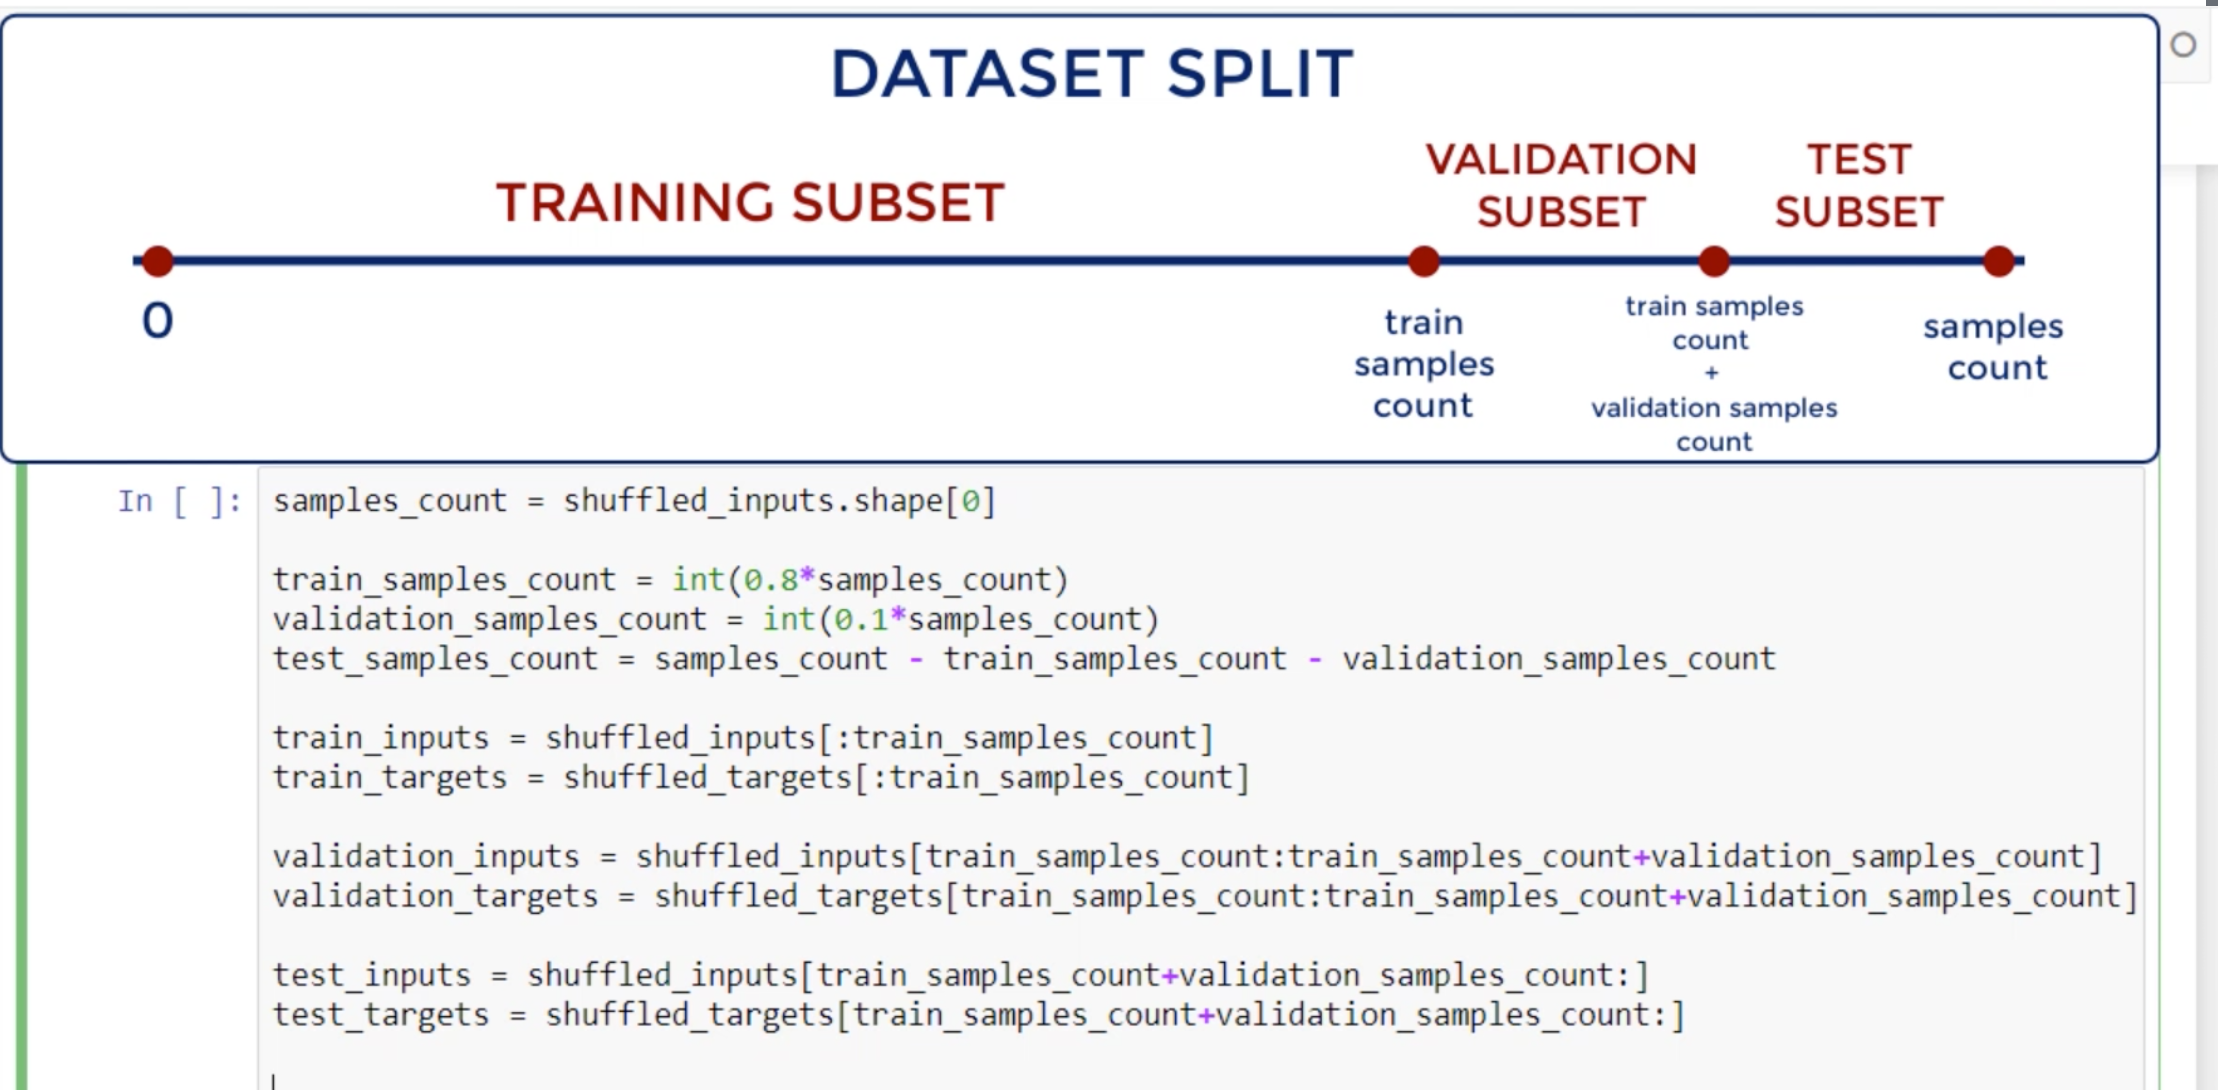 DATASET SPLIT
TRAINING SUBSET
VALIDATION
SUBSET
TEST
SUBSET
0
train
samples
count
train samples
count
+
validation samples
count
samples
count
In [ ]:
samples_count = shuffled_inputs.shape[0]
train_samples_count = int(0.8*samples_count)
validation_samples_count = int(0.1*samples_count)
test_samples_count = samples_count - train_samples_count - validation_samples_count
train_inputs = shuffled_inputs[:train_samples_count]
train_targets = shuffled_targets[:train_samples_count]
validation_inputs = shuffled_inputs[train_samples_count:train_samples_count+validation_samples_count]
validation_targets = shuffled_targets[train_samples_count:train_samples_count+validation_samples_count]
test_inputs = shuffled_inputs[train_samples_count+validation_samples_count:]
test_targets = shuffled_targets[train_samples_count+validation_samples_count:]